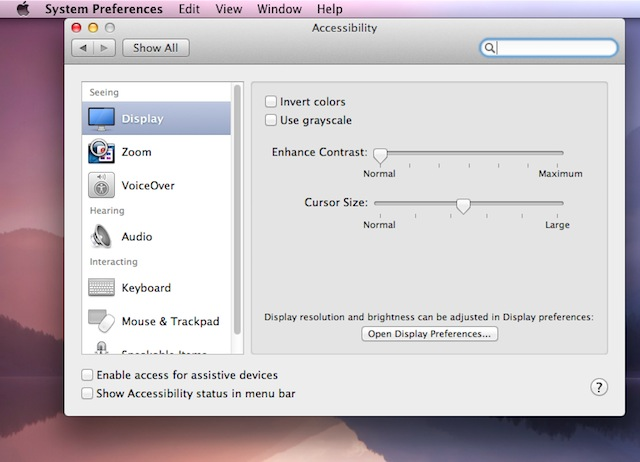 System Preferences Edit View Window Help
Accessibility
Show All
Seeing
Display
Zoom
VoiceOver
Hearing
Audio
Interacting
Keyboard
Mouse & Trackpad
Speakable Items
Invert colors
Use grayscale
Enhance Contrast:
Normal Maximum
Cursor Size:
Normal Large
Display resolution and brightness can be adjusted in Display preferences:
Open Display Preferences...
Enable access for assistive devices
Show Accessibility status in menu bar
?